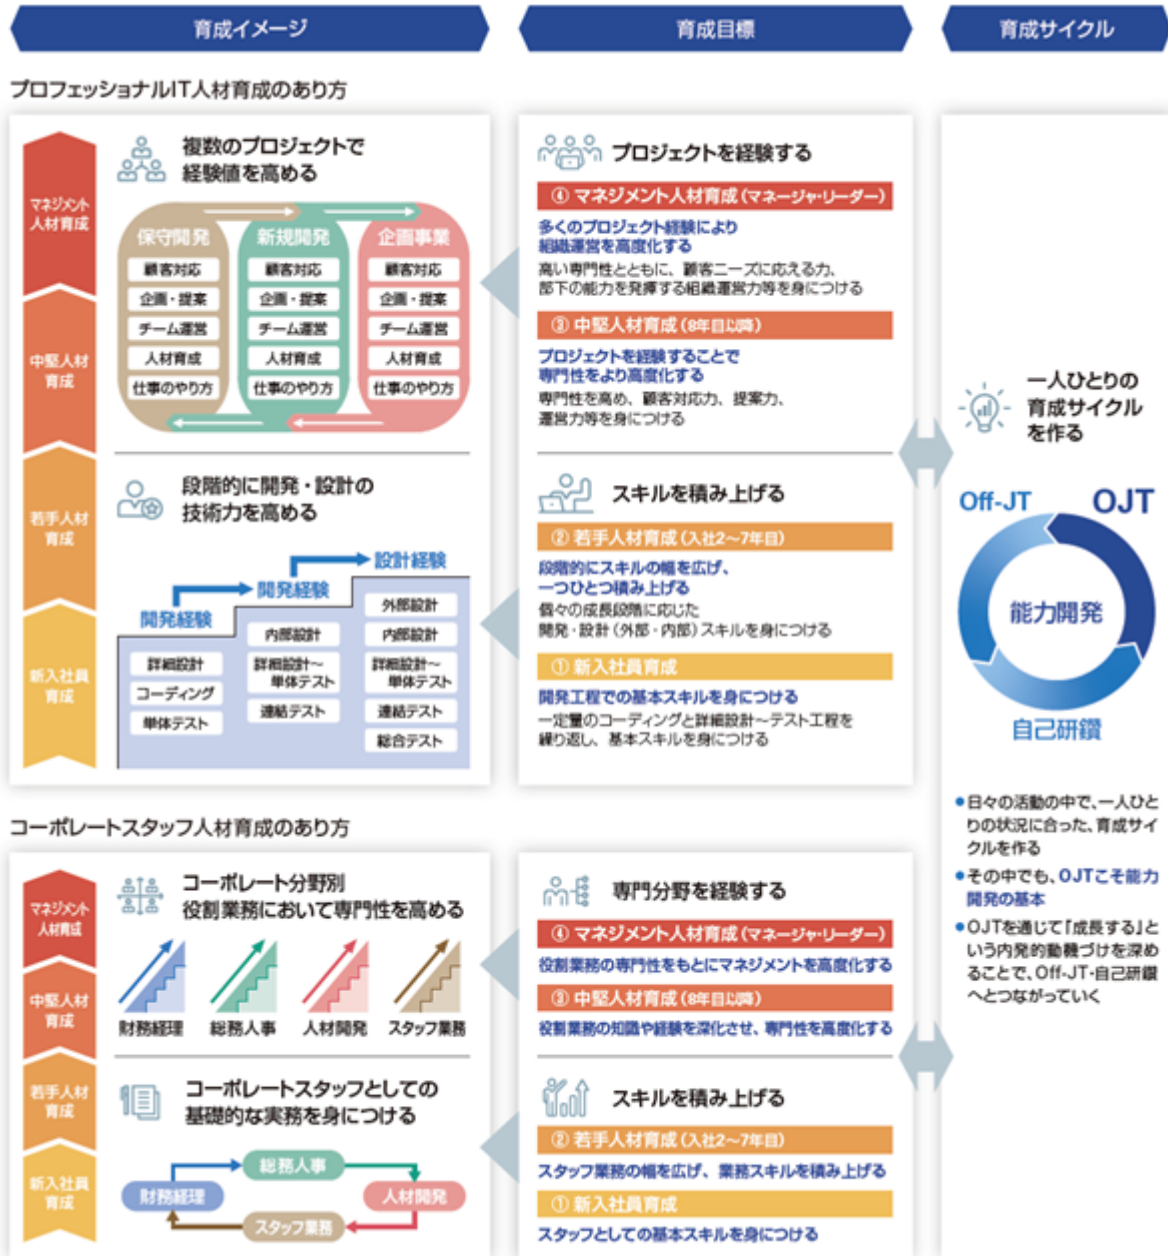 育成イメージ
育成目標
育成サイクル
プロフェッショナルIT人材育成のあり方
マネジメント
人材育成
中堅人材
育成
若手人材
育成
新入社員
育成
複数のプロジェクトで
経験値を高める
保守開発
顧客対応
企画・提案
チーム運営
人材育成
仕事のやり方
新規開発
顧客対応
企画・提案
チーム運営
人材育成
仕事のやり方
企画事業
顧客対応
企画・提案
チーム運営
人材育成
仕事のやり方
段階的に開発・設計の
技術力を高める
開発経験
詳細設計
コーディング
単体テスト
開発経験
内部設計
詳細設計～
単体テスト
連結テスト
設計経験
外部設計
内部設計
詳細設計～
単体テスト
連結テスト
総合テスト
プロジェクトを経験する
④ マネジメント人材育成(マネージャ・リーダー)
多くのプロジェクト経験により
組織運営を高度化する
高い専門性とともに、顧客ニーズに応える力、
部下の能力を発揮する組織運営力等を身につける
③ 中堅人材育成(8年目以降)
プロジェクトを経験することで
専門性をより高度化する
専門性を高め、顧客対応力、提案力、
運営力等を身につける
スキルを積み上げる
② 若手人材育成(入社2～7年目)
段階的にスキルの幅を広げ、
一つひとつ積み上げる
個々の成長段階に応じた
開発・設計(外部・内部)スキルを身につける
① 新入社員育成
開発工程での基本スキルを身につける
一定量のコーディングと詳細設計～テスト工程を
繰り返し、基本スキルを身につける
一人ひとりの
育成サイクル
を作る
Off-JT
OJT
能力開発
自己研鑽
●日々の活動の中で、一人ひと
りの状況に合った、育成サイ
クルを作る
●その中でも、OJTこそ能力
開発の基本
●OJTを通じて「成長する」と
いう内発的動機づけを深め
ることで、Off-JT・自己研鑽
へとつながっていく
コーポレートスタッフ人材育成のあり方
マネジメント
人材育成
中堅人材
育成
若手人材
育成
新入社員
育成
コーポレート分野別
役割業務において専門性を高める
財務経理
総務人事
人材開発
スタッフ業務
コーポレートスタッフとしての
基礎的な実務を身につける
総務人事
財務経理
人材開発
スタッフ業務
専門分野を経験する
④ マネジメント人材育成(マネージャ・リーダー)
役割業務の専門性をもとにマネジメントを高度化する
③ 中堅人材育成(8年目以降)
役割業務の知識や経験を深化させ、専門性を高度化する
スキルを積み上げる
② 若手人材育成(入社2～7年目)
スタッフ業務の幅を広げ、業務スキルを積み上げる
① 新入社員育成
スタッフとしての基本スキルを身につける